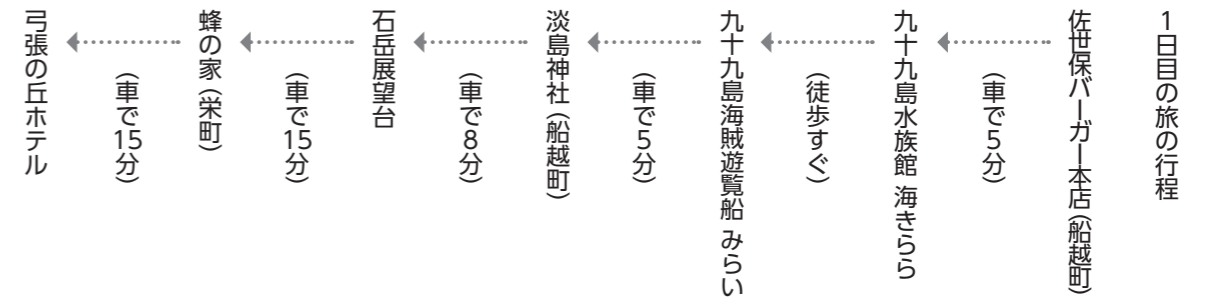 1日目の旅の行程
佐世保バーガー本店（船越町）
（車で5分）
九十九島水族館 海きらら
（徒歩すぐ）
九十九島海賊遊覧船 みらい
（車で5分）
淡島神社（船越町）
（車で8分）
石岳展望台
（車で15分）
蜂の家（栄町）
（車で15分）
弓張の丘ホテル